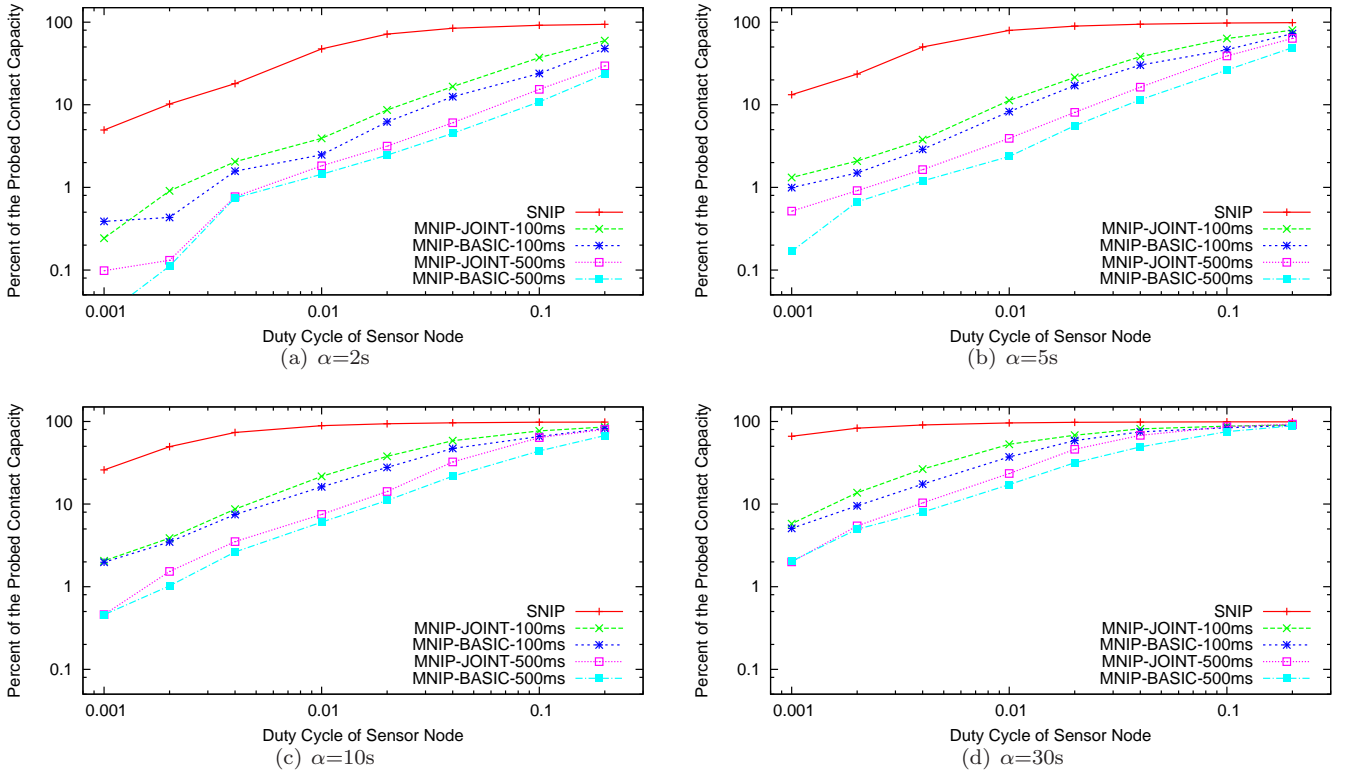 Percent of the Probed Contact Capacity
100
10
1
0.1
SNIP
MNIP-JOINT-100ms
MNIP-BASIC-100ms
MNIP-JOINT-500ms
MNIP-BASIC-500ms
0.001
0.01
0.1
Duty Cycle of Sensor Node
(a) α=2s
Percent of the Probed Contact Capacity
100
10
1
0.1
SNIP
MNIP-JOINT-100ms
MNIP-BASIC-100ms
MNIP-JOINT-500ms
MNIP-BASIC-500ms
0.001
0.01
0.1
Duty Cycle of Sensor Node
(b) α=5s
Percent of the Probed Contact Capacity
100
10
1
0.1
SNIP
MNIP-JOINT-100ms
MNIP-BASIC-100ms
MNIP-JOINT-500ms
MNIP-BASIC-500ms
0.001
0.01
0.1
Duty Cycle of Sensor Node
(c) α=10s
Percent of the Probed Contact Capacity
100
10
1
0.1
SNIP
MNIP-JOINT-100ms
MNIP-BASIC-100ms
MNIP-JOINT-500ms
MNIP-BASIC-500ms
0.001
0.01
0.1
Duty Cycle of Sensor Node
(d) α=30s